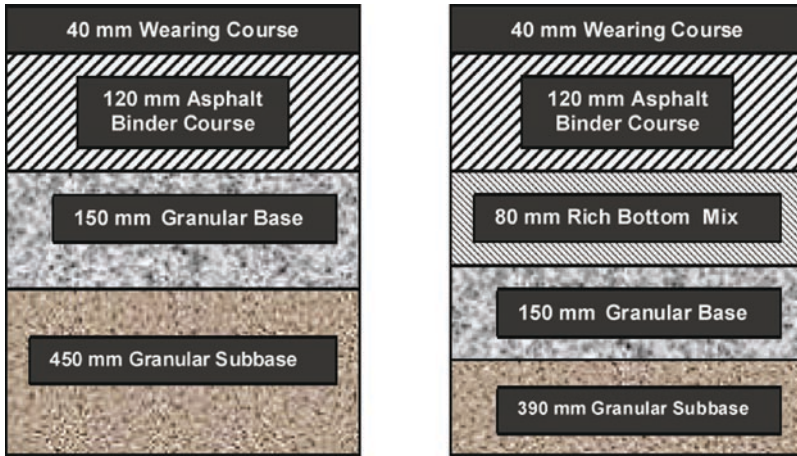 40 mm Wearing Course
120 mm Asphalt
Binder Course
150 mm Granular Base
450 mm Granular Subbase
40 mm Wearing Course
120 mm Asphalt
Binder Course
80 mm Rich Bottom Mix
150 mm Granular Base
390 mm Granular Subbase